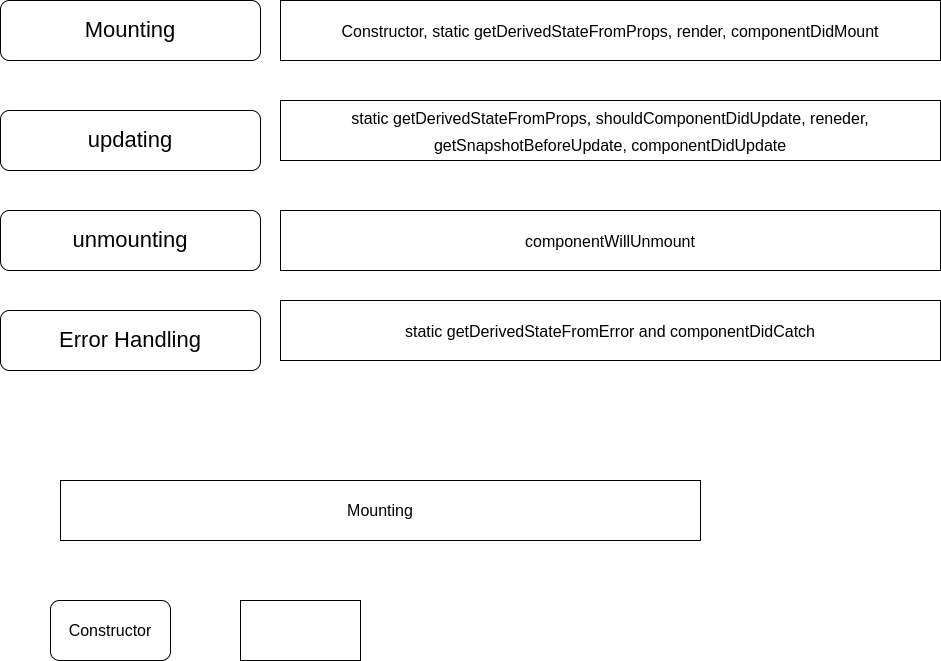 Mounting
Constructor, static getDerivedStateFromProps, render, componentDidMount
updating
static getDerivedStateFromProps, shouldComponentDidUpdate, reneder,
getSnapshotBeforeUpdate, componentDidUpdate
unmounting
componentWillUnmount
Error Handling
static getDerivedStateFromError and componentDidCatch
Mounting
Constructor